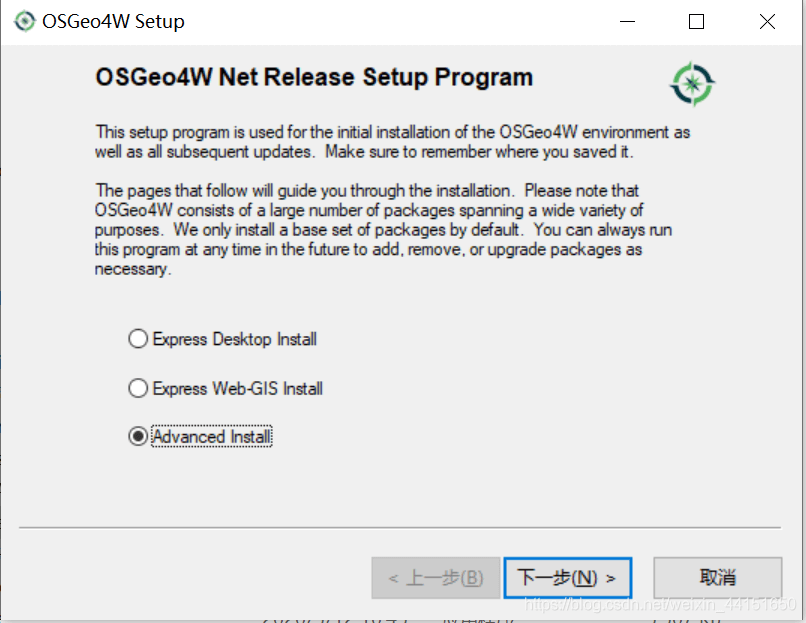 OSGeo4W Setup
OSGeo4W Net Release Setup Program
This setup program is used for the initial installation of the OSGeo4W environment as
well as all subsequent updates.  Make sure to remember where you saved it.
The pages that follow will guide you through the installation.  Please note that
OSGeo4W consists of a large number of packages spanning a wide variety of
purposes.  We only install a base set of packages by default.  You can always run
this program at any time in the future to add, remove, or upgrade packages as
necessary.
Express Desktop Install
Express Web-GIS Install
Advanced Install
< 上一步(B)
下一步(N) >
取消
https://blog.csdn.net/weixin_44151650